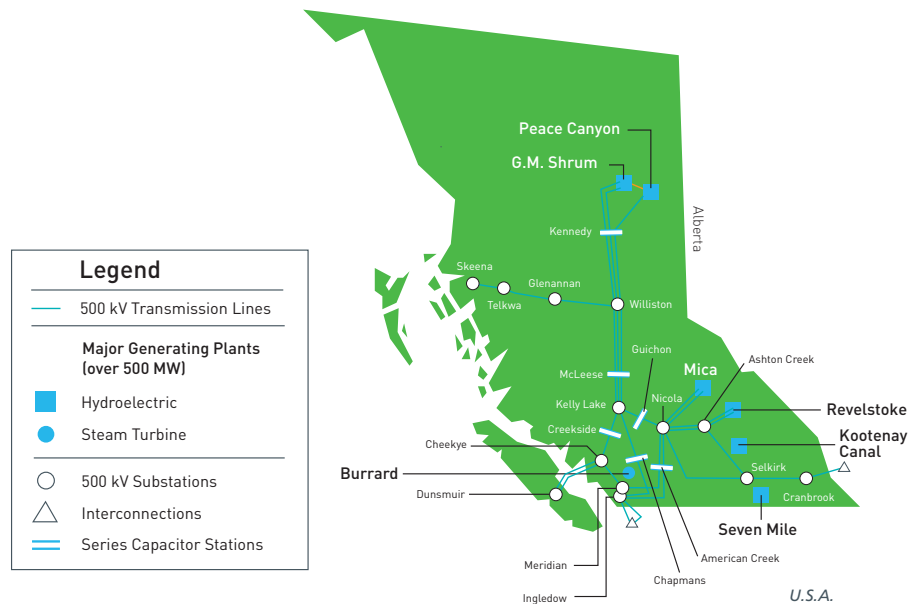 Peace Canyon
G.M. Shrum
Alberta
Kennedy
Skeena
Glenannan
Telkwa
Williston
Legend
500 kV Transmission Lines
Major Generating Plants
(over 500 MW)
Hydroelectric
Steam Turbine
500 kV Substations
Interconnections
Series Capacitor Stations
Guichon
McLeese
Mica
Ashton Creek
Nicola
Kelly Lake
Revelstoke
Creekside
Kootenay
Canal
Cheekye
Burrard
Selkirk
Dunsmuir
Cranbrook
Seven Mile
American Creek
Meridian
Chapmans
Ingledow
U.S.A.